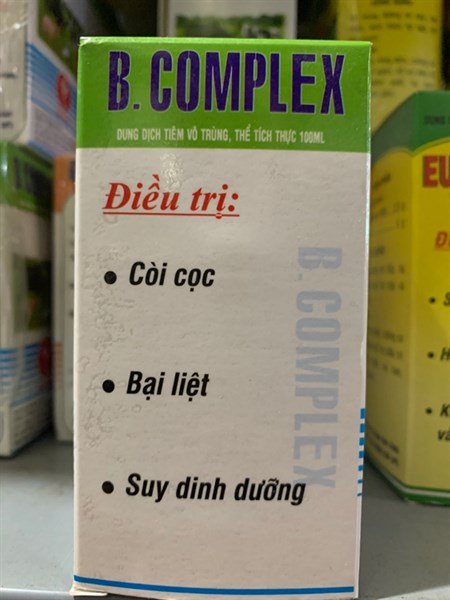 B. COMPLEX
DUNG DỊCH TIÊM VÔ TRÙNG, THỂ TÍCH THỰC 100ML
Điều trị:
• Còi cọc
• Bại liệt
• Suy dinh dưỡng
B. COMPLEX
EU